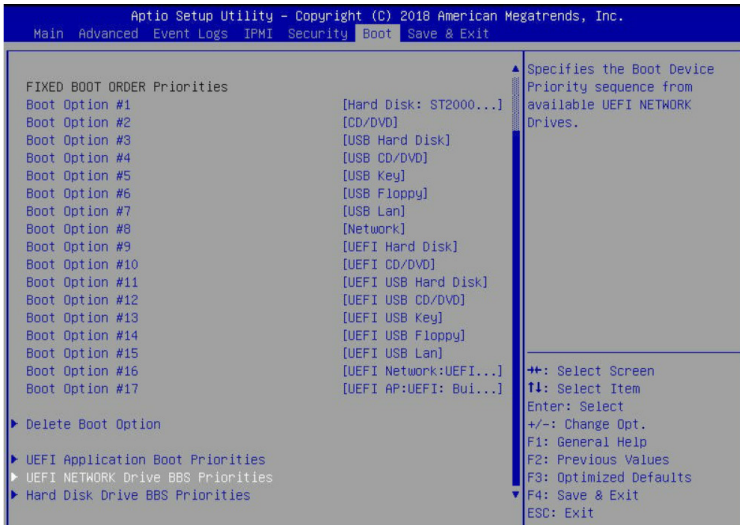 Aptio Setup Utility – Copyright (C) 2018 American Megatrends, Inc.
Main Advanced Event Logs IPMI Security Boot Save & Exit
FIXED BOOT ORDER Priorities
Boot Option #1 [Hard Disk: ST2000...]
Boot Option #2 [CD/DVD]
Boot Option #3 [USB Hard Disk]
Boot Option #4 [USB CD/DVD]
Boot Option #5 [USB Key]
Boot Option #6 [USB Floppy]
Boot Option #7 [USB Lan]
Boot Option #8 [Network]
Boot Option #9 [UEFI Hard Disk]
Boot Option #10 [UEFI CD/DVD]
Boot Option #11 [UEFI USB Hard Disk]
Boot Option #12 [UEFI USB CD/DVD]
Boot Option #13 [UEFI USB Key]
Boot Option #14 [UEFI USB Floppy]
Boot Option #15 [UEFI USB Lan]
Boot Option #16 [UEFI Network:UEFI...]
Boot Option #17 [UEFI AP:UEFI: Bui...]
Delete Boot Option
UEFI Application Boot Priorities
UEFI NETWORK Drive BBS Priorities
Hard Disk Drive BBS Priorities
Specifies the Boot Device
Priority sequence from
available UEFI NETWORK
Drives.
→←: Select Screen
↑↓: Select Item
Enter: Select
+/-: Change Opt.
F1: General Help
F2: Previous Values
F3: Optimized Defaults
F4: Save & Exit
ESC: Exit